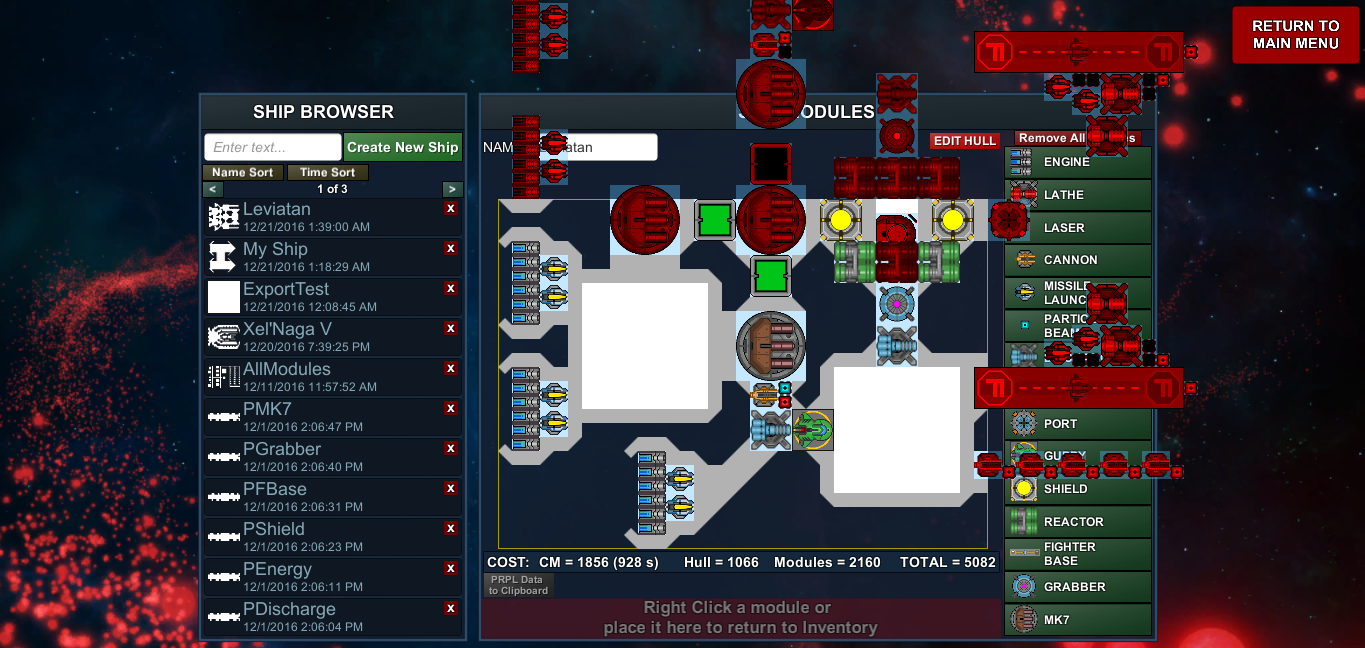 RETURN TO
MAIN MENU
SHIP BROWSER
Enter text...
Create New Ship
Name Sort
Time Sort
<
1 of 3
>
Leviatan
12/21/2016 1:39:00 AM
X
My Ship
12/21/2016 1:18:29 AM
X
ExportTest
12/21/2016 12:08:45 AM
X
Xel'Naga V
12/20/2016 7:39:25 PM
X
AllModules
12/11/2016 11:57:52 AM
X
PMK7
12/1/2016 2:06:47 PM
X
PGrabber
12/1/2016 2:06:40 PM
X
PFBase
12/1/2016 2:06:31 PM
X
PShield
12/1/2016 2:06:23 PM
X
PEnergy
12/1/2016 2:06:11 PM
X
PDischarge
12/1/2016 2:06:04 PM
X
MODULES
EDIT HULL
Remove All
ENGINE
LATHE
LASER
CANNON
MISSILE
PORT
SHIELD
REACTOR
FIGHTER
BASE
GRABBER
MK7
COST: CM = 1856 (928 s) Hull = 1066 Modules = 2160 TOTAL = 5082
PRPL Data
to Clipboard
Right Click a module or
place it here to return to Inventory